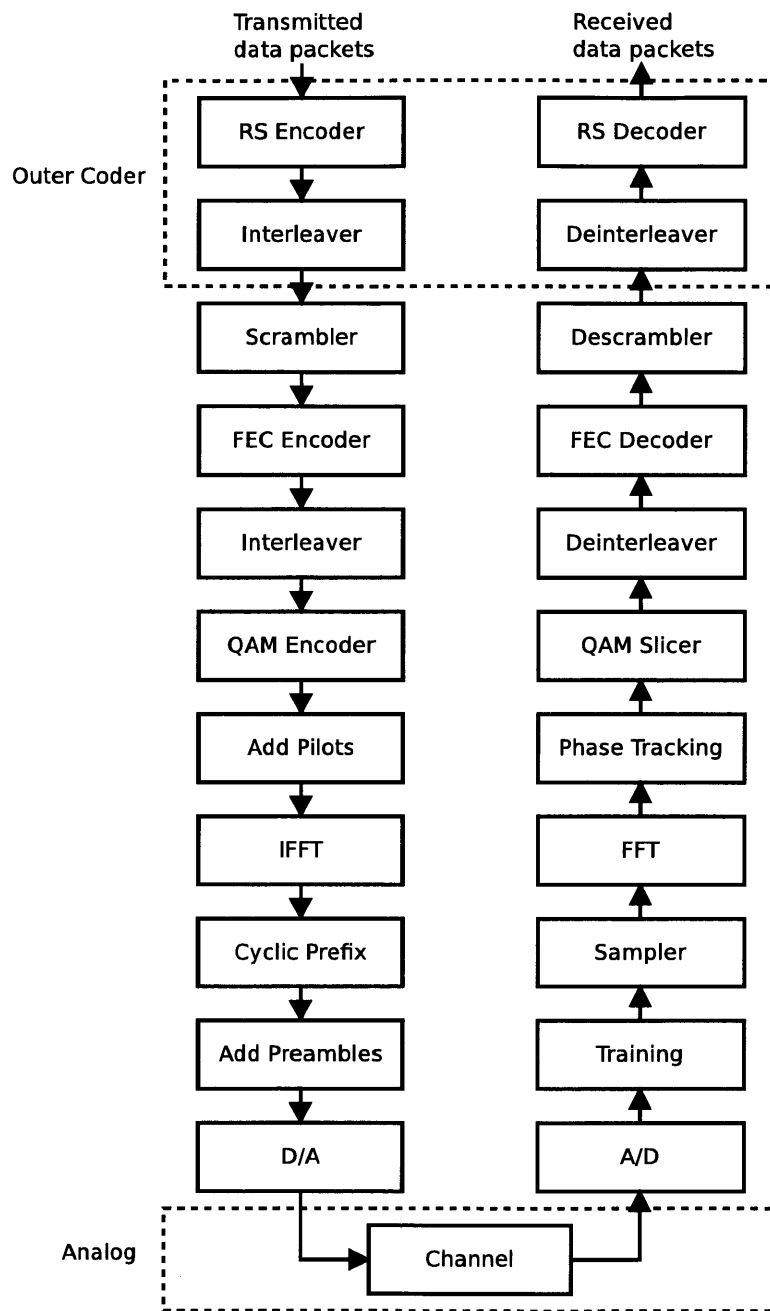 Transmitted
data packets
Received
data packets
Outer Coder
RS Encoder
RS Decoder
Interleaver
Deinterleaver
Scrambler
Descrambler
FEC Encoder
FEC Decoder
Interleaver
Deinterleaver
QAM Encoder
QAM Slicer
Add Pilots
Phase Tracking
IFFT
FFT
Cyclic Prefix
Sampler
Add Preambles
Training
D/A
A/D
Analog
Channel